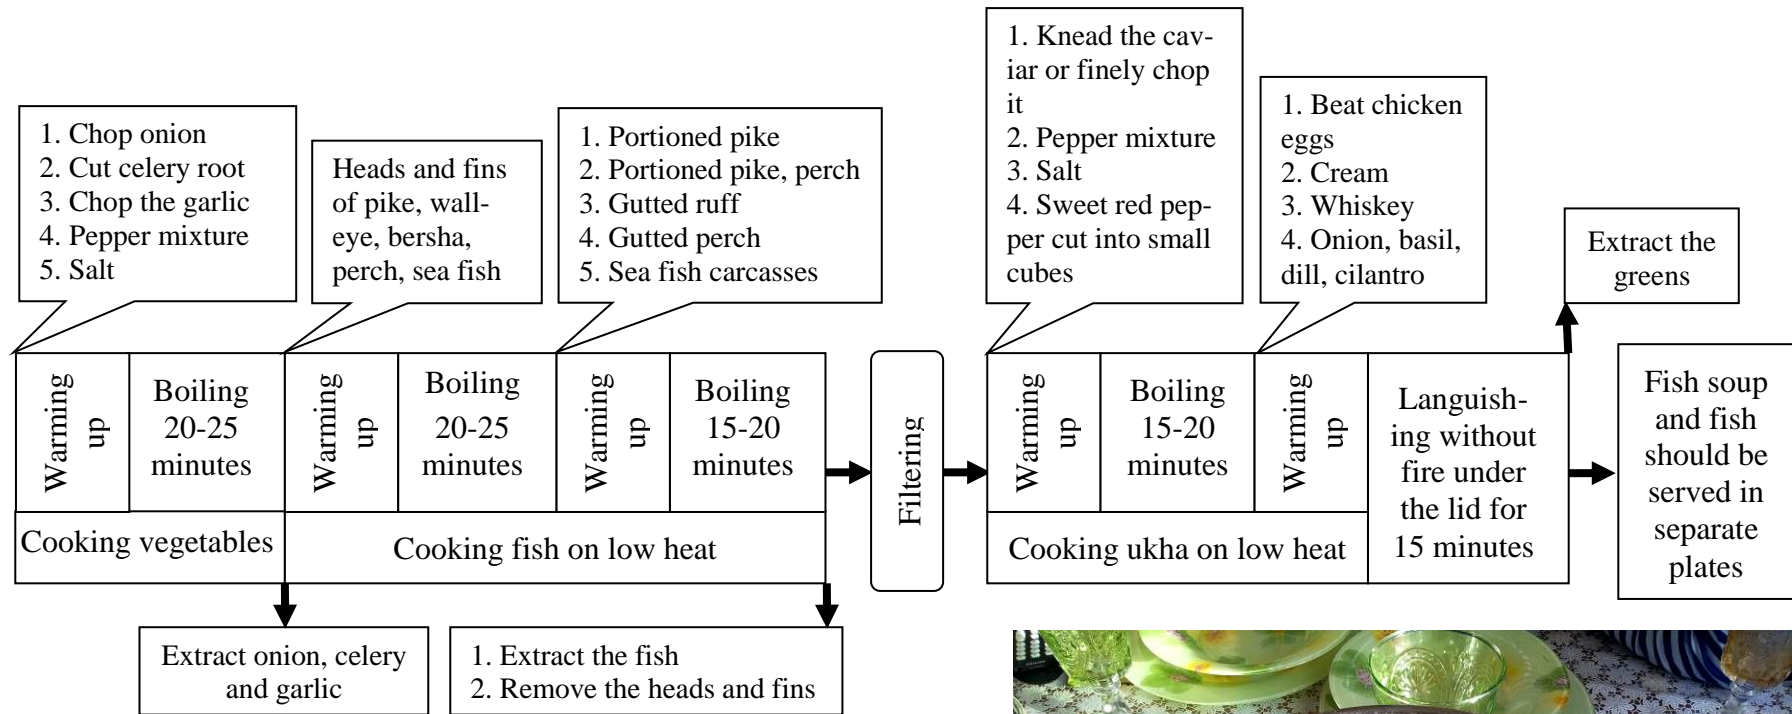 1. Chop onion
2. Cut celery root
3. Chop the garlic
4. Pepper mixture
5. Salt
Heads and fins
of pike, wall-
eye, bersha,
perch, sea fish
1. Portioned pike
2. Portioned pike, perch
3. Gutted ruff
4. Gutted perch
5. Sea fish carcasses
1. Knead the cav-
iar or finely chop
it
2. Pepper mixture
3. Salt
4. Sweet red pep-
per cut into small
cubes
1. Beat chicken
eggs
2. Cream
3. Whiskey
4. Onion, basil,
dill, cilantro
Extract the
greens
Warming
up
Boiling
20-25
minutes
Warming
up
Boiling
20-25
minutes
Warming
up
Boiling
15-20
minutes
Filtering
Warming
up
Boiling
15-20
minutes
Warming
up
Languish-
ing without
fire under
the lid for
15 minutes
Fish soup
and fish
should be
served in
separate
plates
Cooking vegetables
Cooking fish on low heat
Cooking ukha on low heat
Extract onion, celery
and garlic
1. Extract the fish
2. Remove the heads and fins